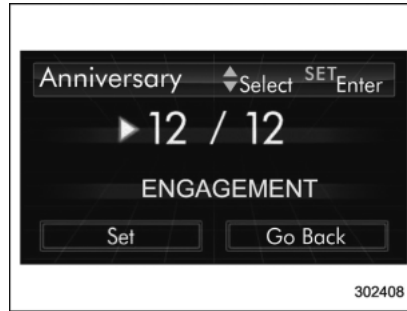 Anniversary Select SET Enter
12 / 12
ENGAGEMENT
Set Go Back
302408